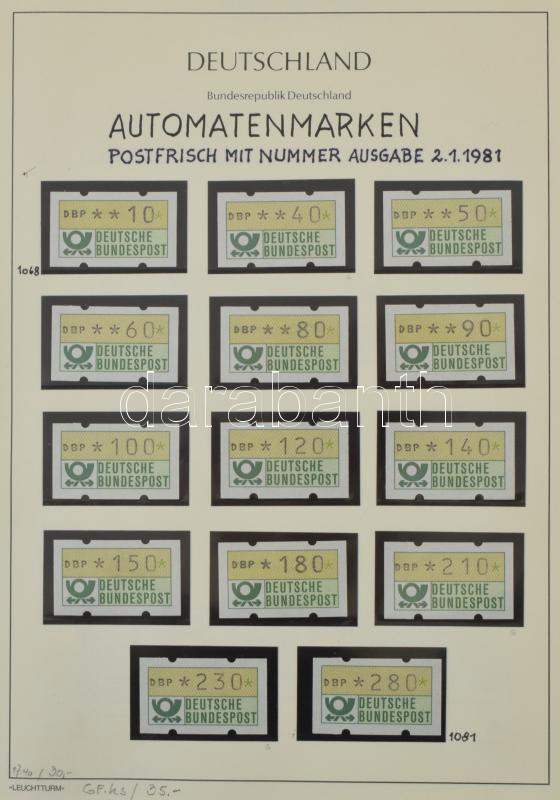 DEUTSCHLAND
Bundesrepublik Deutschland
AUTOMATENMARKEN
POSTFRISCH MIT NUMMER AUSGABE 2.1.1981
DBP **10*
DEUTSCHE
BUNDESPOST
1068
DBP **40*
DEUTSCHE
BUNDESPOST
DBP **50*
DEUTSCHE
BUNDESPOST
DBP **60*
DEUTSCHE
BUNDESPOST
DBP **80*
DEUTSCHE
BUNDESPOST
DBP **90*
DEUTSCHE
BUNDESPOST
darabanth
DBP *100*
DEUTSCHE
BUNDESPOST
DBP *120*
DEUTSCHE
BUNDESPOST
DBP *140*
DEUTSCHE
BUNDESPOST
DBP *150*
DEUTSCHE
BUNDESPOST
DBP *180*
DEUTSCHE
BUNDESPOST
DBP *210*
DEUTSCHE
BUNDESPOST
DBP *230*
DEUTSCHE
BUNDESPOST
DBP *280*
DEUTSCHE
BUNDESPOST
1081
/ 30,-
»LEUCHTTURM«
/ 35.-